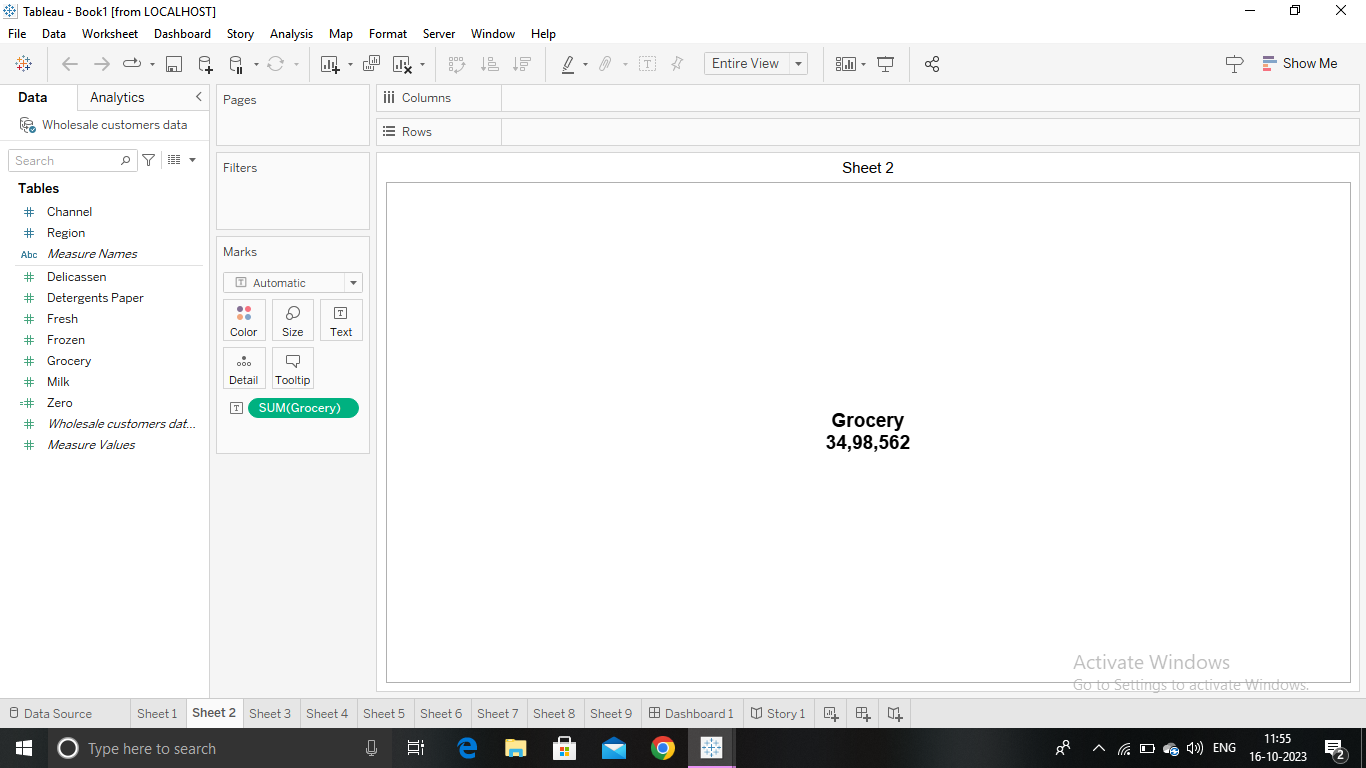 Tableau - Book1 [from LOCALHOST]
File Data Worksheet Dashboard Story Analysis Map Format Server Window Help
Entire View
Show Me
Data
Analytics
Wholesale customers data
Search
Tables
Channel
Region
Abc Measure Names
Delicassen
Detergents Paper
Fresh
Frozen
Grocery
Milk
Zero
Wholesale customers dat...
Measure Values
Pages
Filters
Marks
Automatic
Color Size Text
Detail Tooltip
SUM(Grocery)
Columns
Rows
Sheet 2
Grocery
34,98,562
Activate Windows
Go to Settings to activate Windows.
Data Source Sheet 1 Sheet 2 Sheet 3 Sheet 4 Sheet 5 Sheet 6 Sheet 7 Sheet 8 Sheet 9 Dashboard 1 Story 1
Type here to search
ENG
11:55
16-10-2023
2